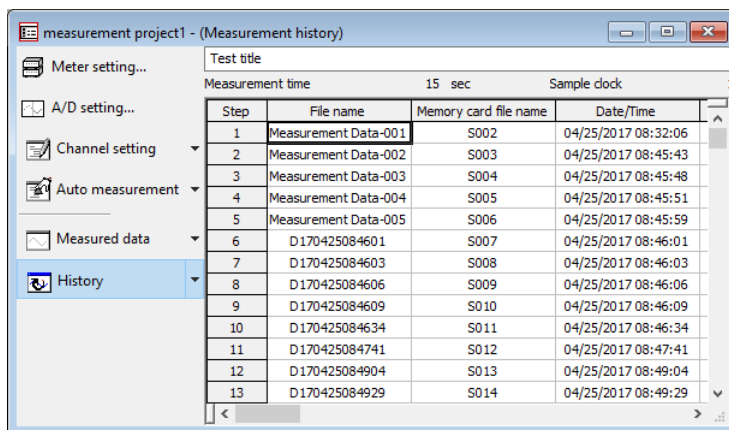 measurement project1 - (Measurement history)
Meter setting...
A/D setting...
Channel setting
Auto measurement
Measured data
History
Test title
Measurement time 15 sec Sample clock
Step File name Memory card file name Date/Time
1 Measurement Data-001 S002 04/25/2017 08:32:06
2 Measurement Data-002 S003 04/25/2017 08:45:43
3 Measurement Data-003 S004 04/25/2017 08:45:48
4 Measurement Data-004 S005 04/25/2017 08:45:51
5 Measurement Data-005 S006 04/25/2017 08:45:59
6 D170425084601 S007 04/25/2017 08:46:01
7 D170425084603 S008 04/25/2017 08:46:03
8 D170425084606 S009 04/25/2017 08:46:06
9 D170425084609 S010 04/25/2017 08:46:09
10 D170425084634 S011 04/25/2017 08:46:34
11 D170425084741 S012 04/25/2017 08:47:41
12 D170425084904 S013 04/25/2017 08:49:04
13 D170425084929 S014 04/25/2017 08:49:29